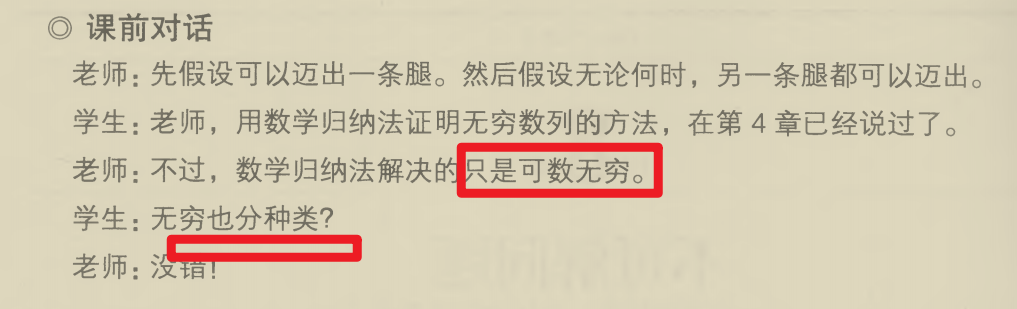 ◎ 课前对话
老师：先假设可以迈出一条腿。然后假设无论何时，另一条腿都可以迈出。
学生：老师，用数学归纳法证明无穷数列的方法，在第 4 章已经说过了。
老师：不过，数学归纳法解决的只是可数无穷。
学生：无穷也分种类？
老师：没错！